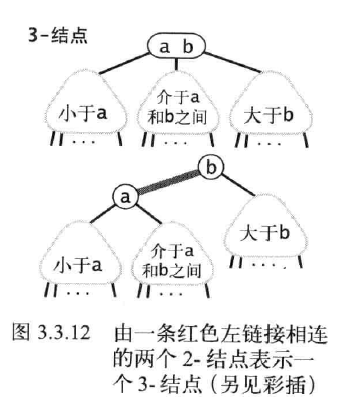 3-结点
a b
小于a
介于a
和b之间
大于b
b
a
小于a
介于a
和b之间
大于b
图 3.3.12 由一条红色左链接相连
的两个 2- 结点表示一
个 3- 结点（另见彩插）